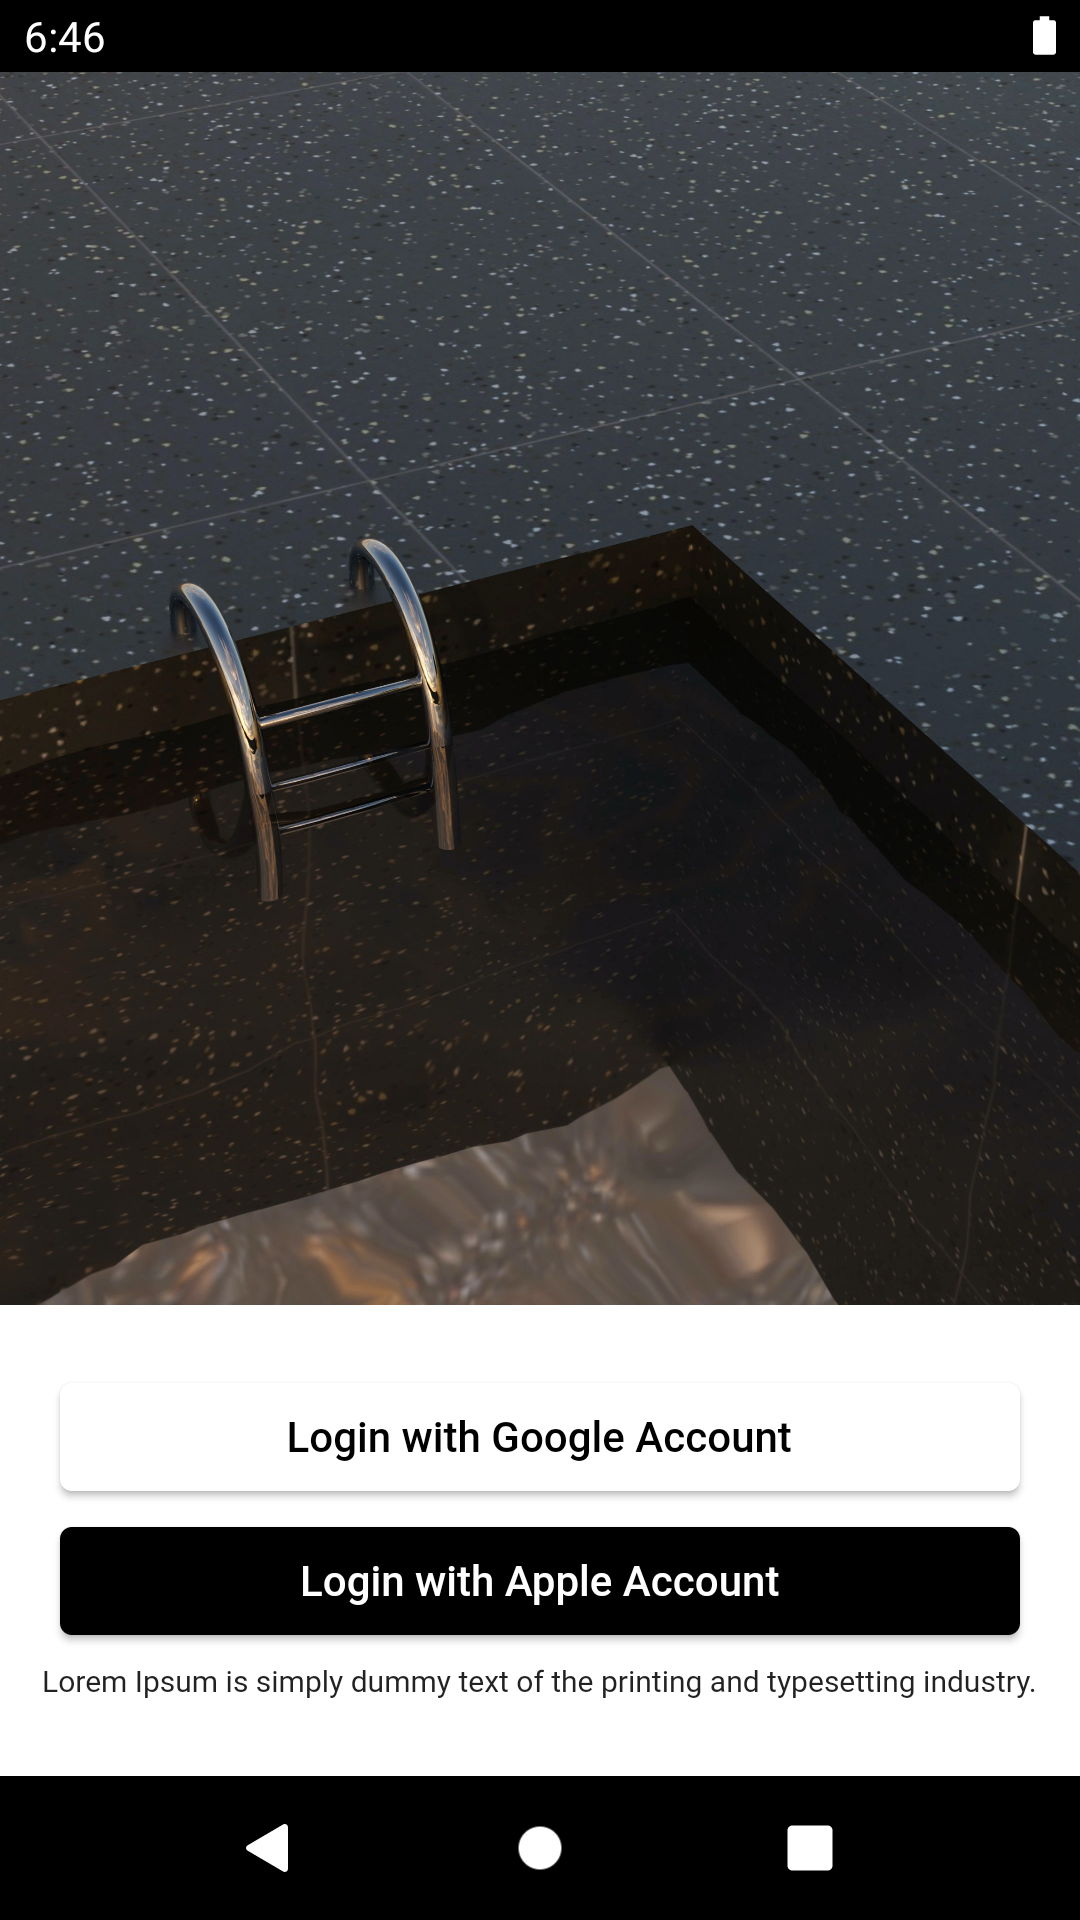 6:46
Login with Google Account
Login with Apple Account
Lorem Ipsum is simply dummy text of the printing and typesetting industry.